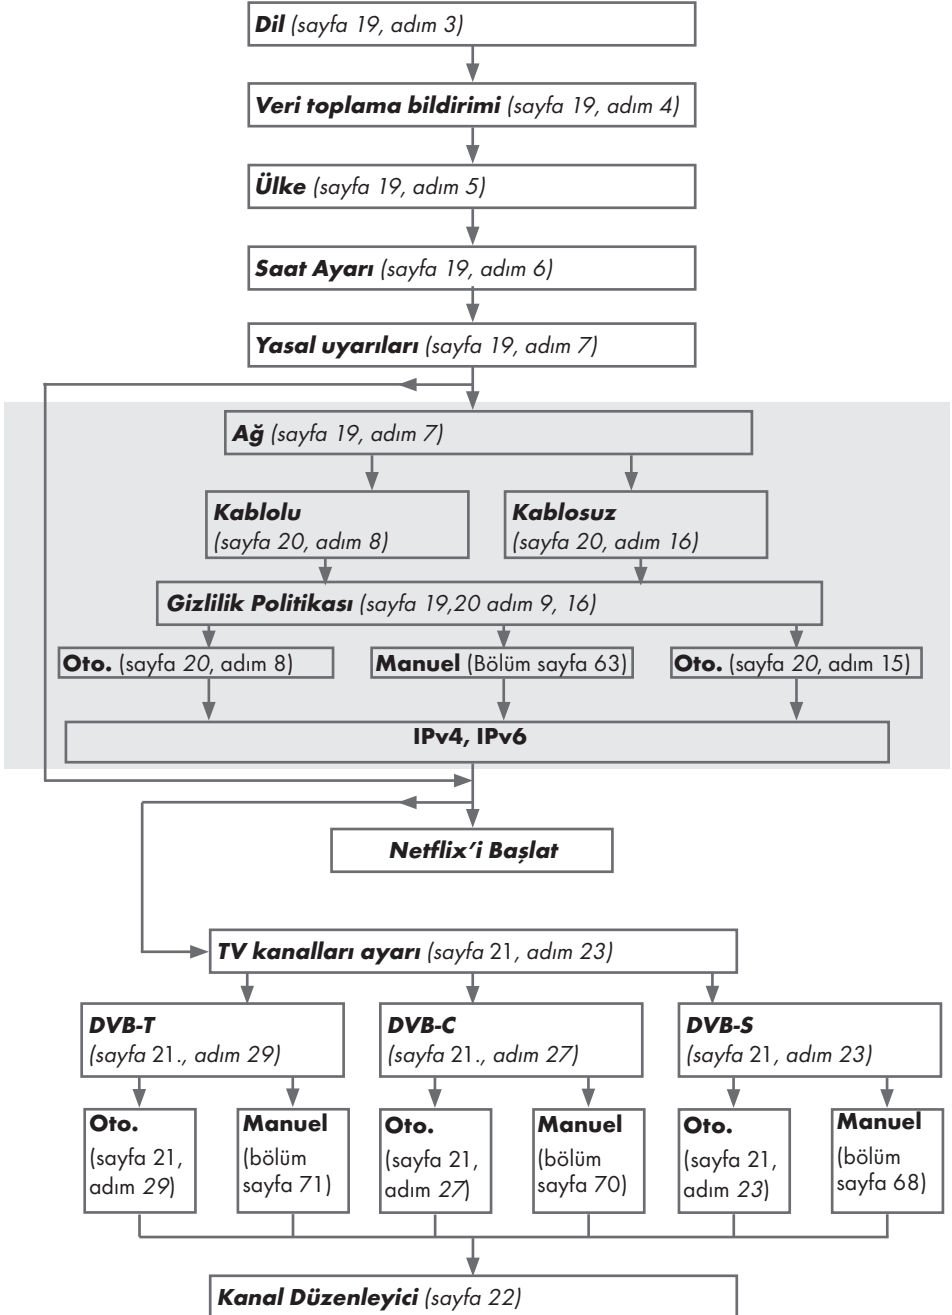 Dil (sayfa 19, adım 3)
Veri toplama bildirimi (sayfa 19, adım 4)
Ülke (sayfa 19, adım 5)
Saat Ayarı (sayfa 19, adım 6)
Yasal uyarıları (sayfa 19, adım 7)
Ağ (sayfa 19, adım 7)
Kablolu
(sayfa 20, adım 8)
Kablosuz
(sayfa 20, adım 16)
Gizlilik Politikası (sayfa 19,20 adım 9, 16)
Oto. (sayfa 20, adım 8)
Manuel (Bölüm sayfa 63)
Oto. (sayfa 20, adım 15)
IPv4, IPv6
Netflix’i Başlat
TV kanalları ayarı (sayfa 21, adım 23)
DVB-T
(sayfa 21., adım 29)
DVB-C
(sayfa 21., adım 27)
DVB-S
(sayfa 21, adım 23)
Oto.
(sayfa 21,
adım 29)
Manuel
(bölüm
sayfa 71)
Oto.
(sayfa 21,
adım 27)
Manuel
(bölüm
sayfa 70)
Oto.
(sayfa 21,
adım 23)
Manuel
(bölüm
sayfa 68)
Kanal Düzenleyici (sayfa 22)